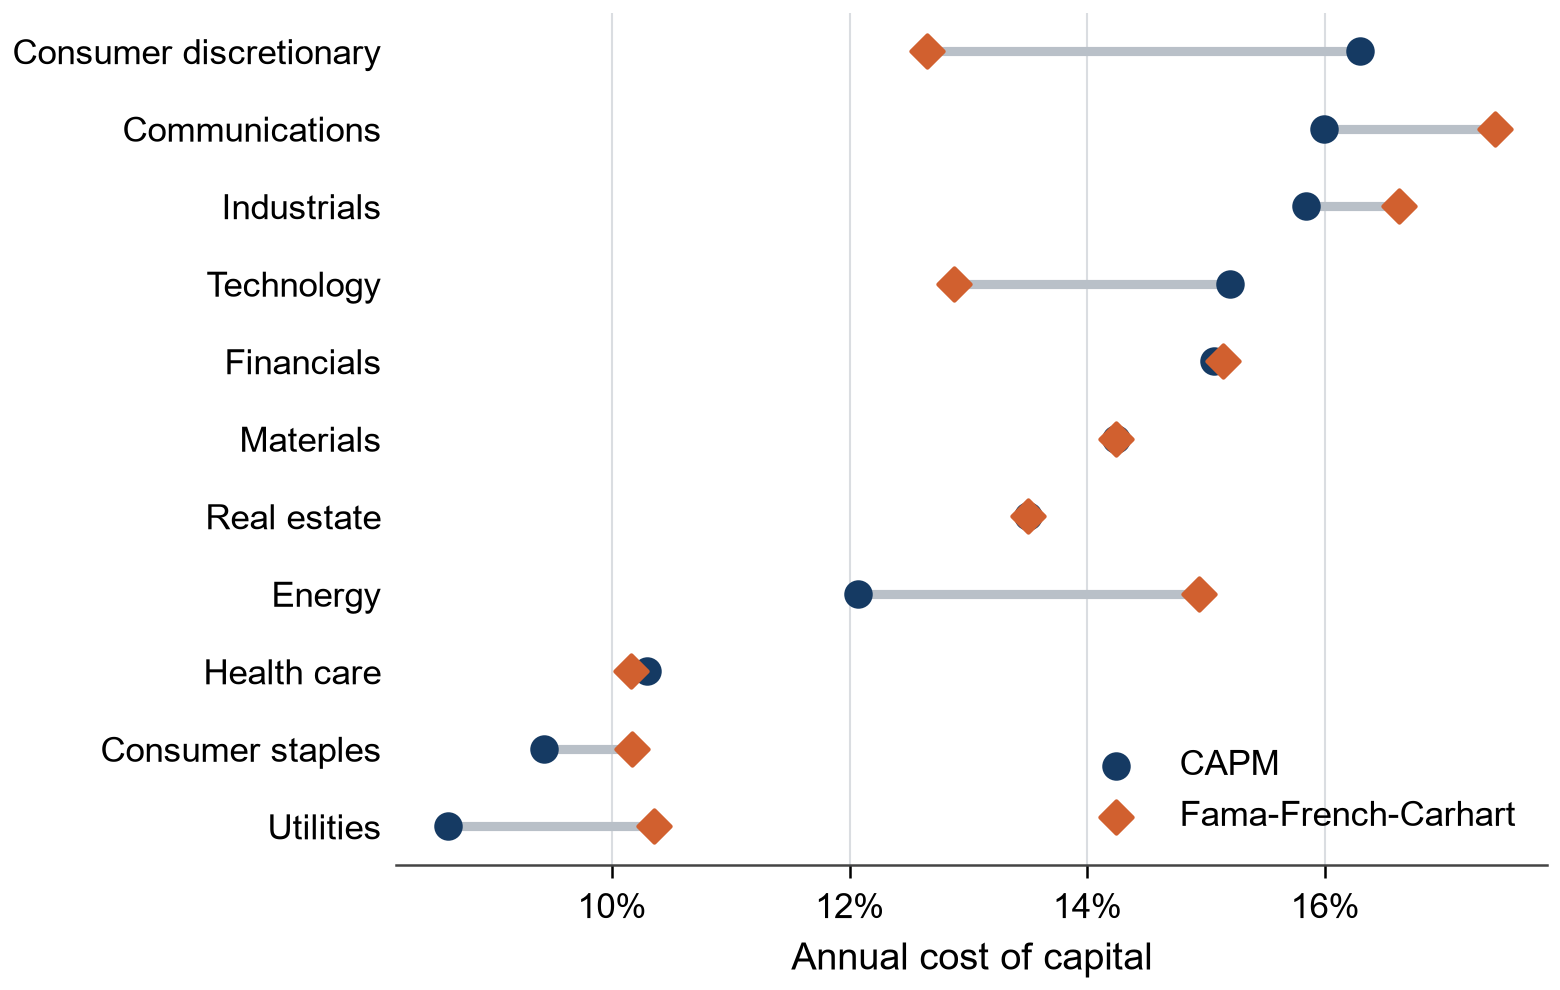 Consumer discretionary
Communications
Industrials
Technology
Financials
Materials
Real estate
Energy
Health care
Consumer staples
Utilities
CAPM
Fama-French-Carhart
10% 12% 14% 16%
Annual cost of capital